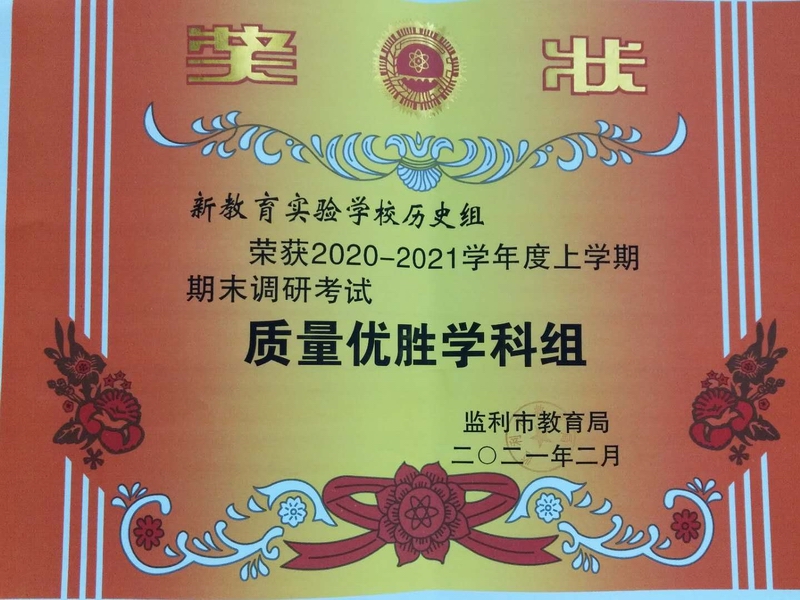 奖 状
新教育实验学校历史组
荣获2020-2021学年度上学期
期末调研考试
质量优胜学科组
监利市教育局
二〇二一年二月